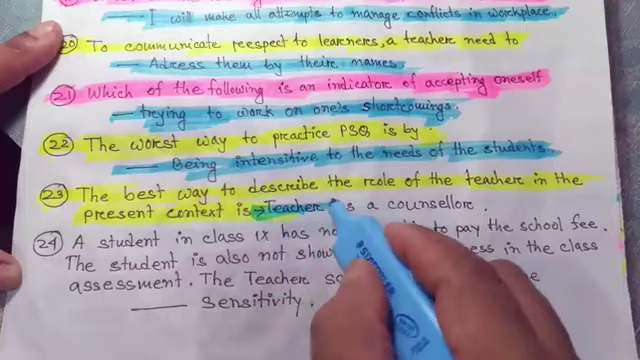 — I will make all attempts to manage conflicts in workplace.
20 To communicate reespect to learners, a teacher need to
— Adress them by their names.
21 Which of the following is an indicator of accepting oneself
— trying to work on one's shortcomings.
22 The worst way to practice PSQ is by
— Being intensitive to the needs of the students
23 The best way to describe the role of the teacher in the
present context is → Teacher as a counsellore.
24 A student in class IX has to pay the school fee.
The student is also not in the class
assessment. The Teacher
— Sensitivity.
STAEDTLER